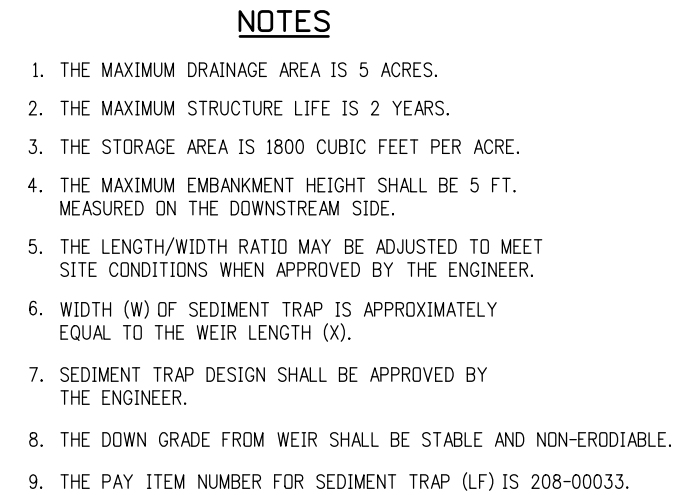 NOTES
1. THE MAXIMUM DRAINAGE AREA IS 5 ACRES.
2. THE MAXIMUM STRUCTURE LIFE IS 2 YEARS.
3. THE STORAGE AREA IS 1800 CUBIC FEET PER ACRE.
4. THE MAXIMUM EMBANKMENT HEIGHT SHALL BE 5 FT.
MEASURED ON THE DOWNSTREAM SIDE.
5. THE LENGTH/WIDTH RATIO MAY BE ADJUSTED TO MEET
SITE CONDITIONS WHEN APPROVED BY THE ENGINEER.
6. WIDTH (W) OF SEDIMENT TRAP IS APPROXIMATELY
EQUAL TO THE WEIR LENGTH (X).
7. SEDIMENT TRAP DESIGN SHALL BE APPROVED BY
THE ENGINEER.
8. THE DOWN GRADE FROM WEIR SHALL BE STABLE AND NON-ERODIABLE.
9. THE PAY ITEM NUMBER FOR SEDIMENT TRAP (LF) IS 208-00033.